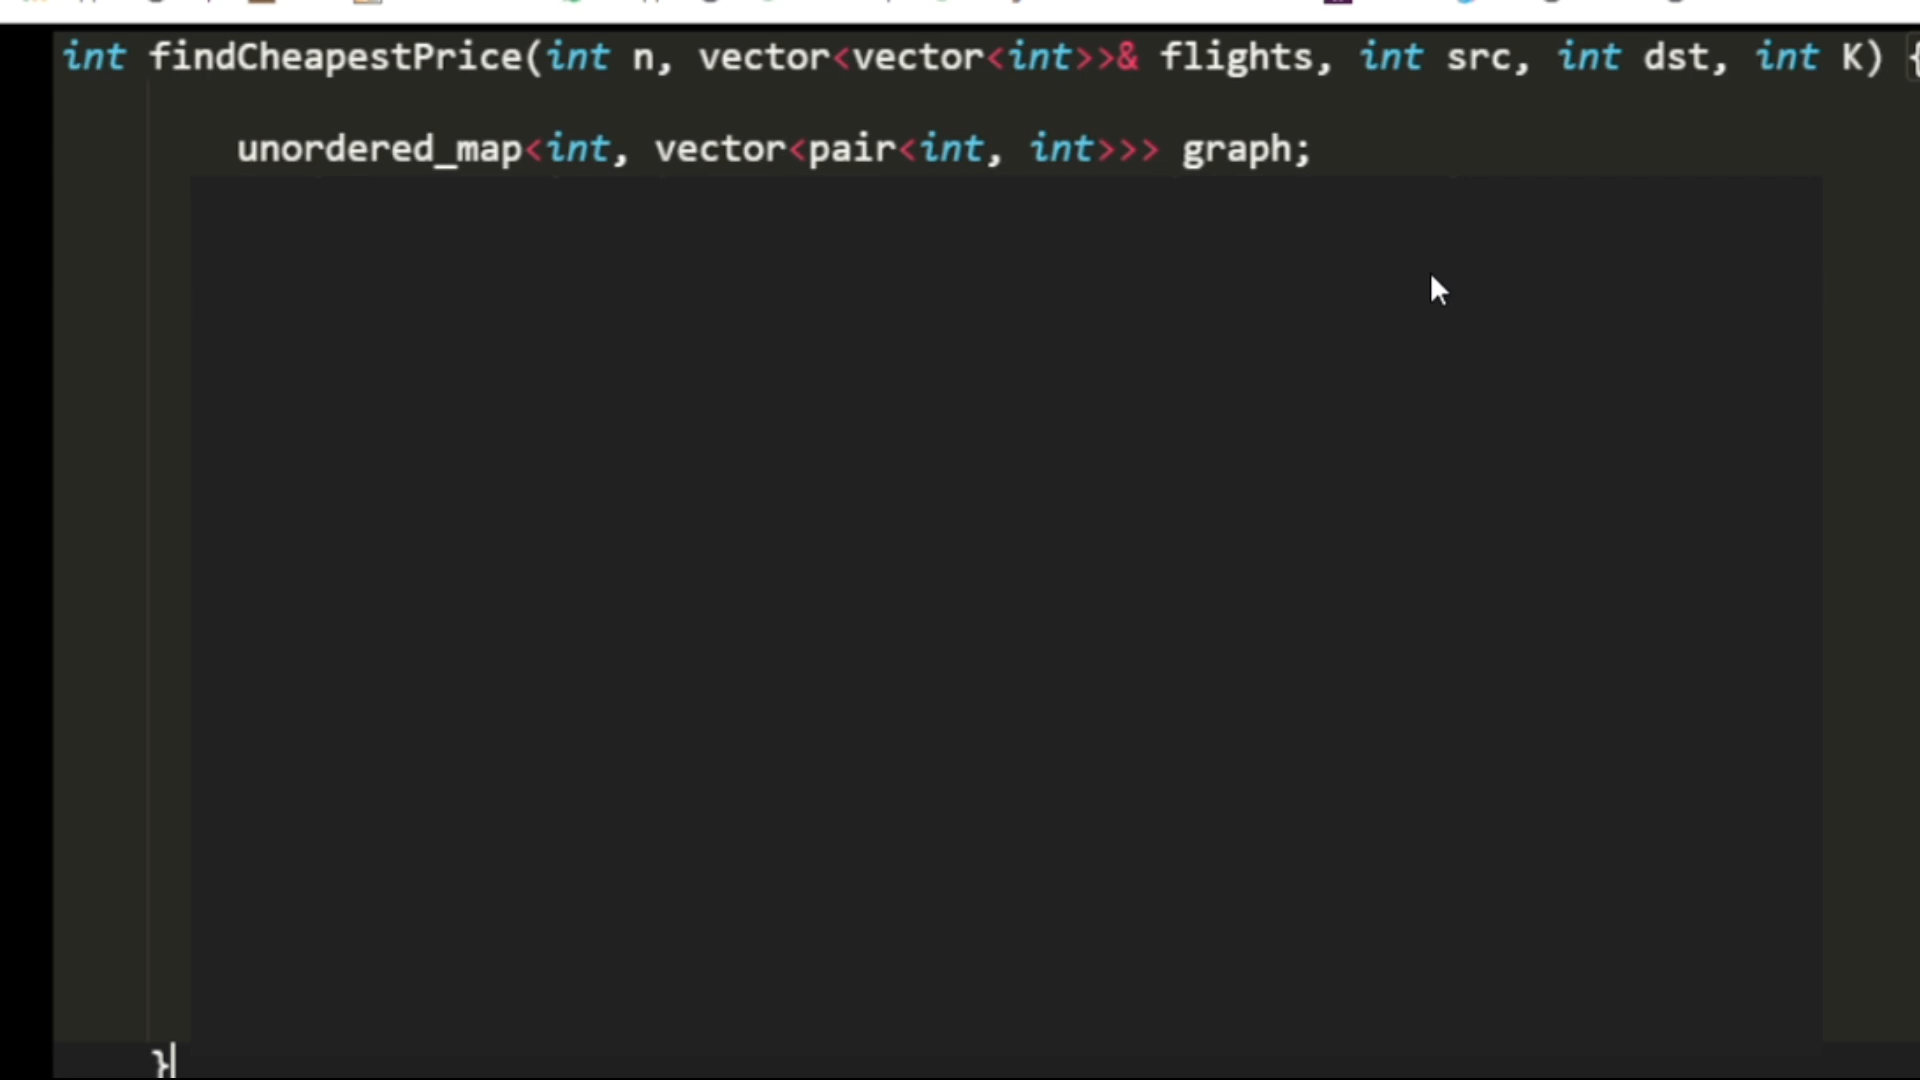 int findCheapestPrice(int n, vector<vector<int>>& flights, int src, int dst, int K) {
unordered_map<int, vector<pair<int, int>>> graph;
}